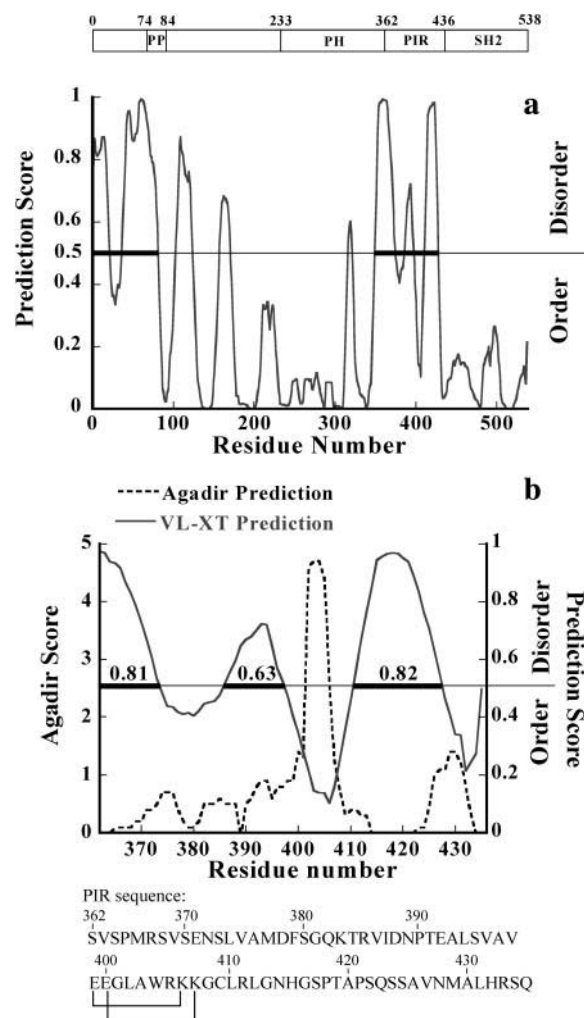 0 74 84 233 362 436 538
PP PH PIR SH2
a
1
0.8
0.6
0.5
0.4
0.2
0
Prediction Score
Disorder
Order
0 100 200 300 400 500
Residue Number
b
Agadir Prediction
VL-XT Prediction
5
4
3
2
1
0
Agadir Score
0.81 0.63 0.82
1
0.8
0.6
0.4
0.2
0
Disorder
Order
Prediction Score
370 380 390 400 410 420 430
Residue number
PIR sequence:
362 370 380 390
SVSPMRSVSENSLVAMDFSGQKTRVIDNPTEALSVAV
400 410 420 430
EEGLAWRKKGCLRLGNHGSPTAPSQSSAVNMALHRSQ